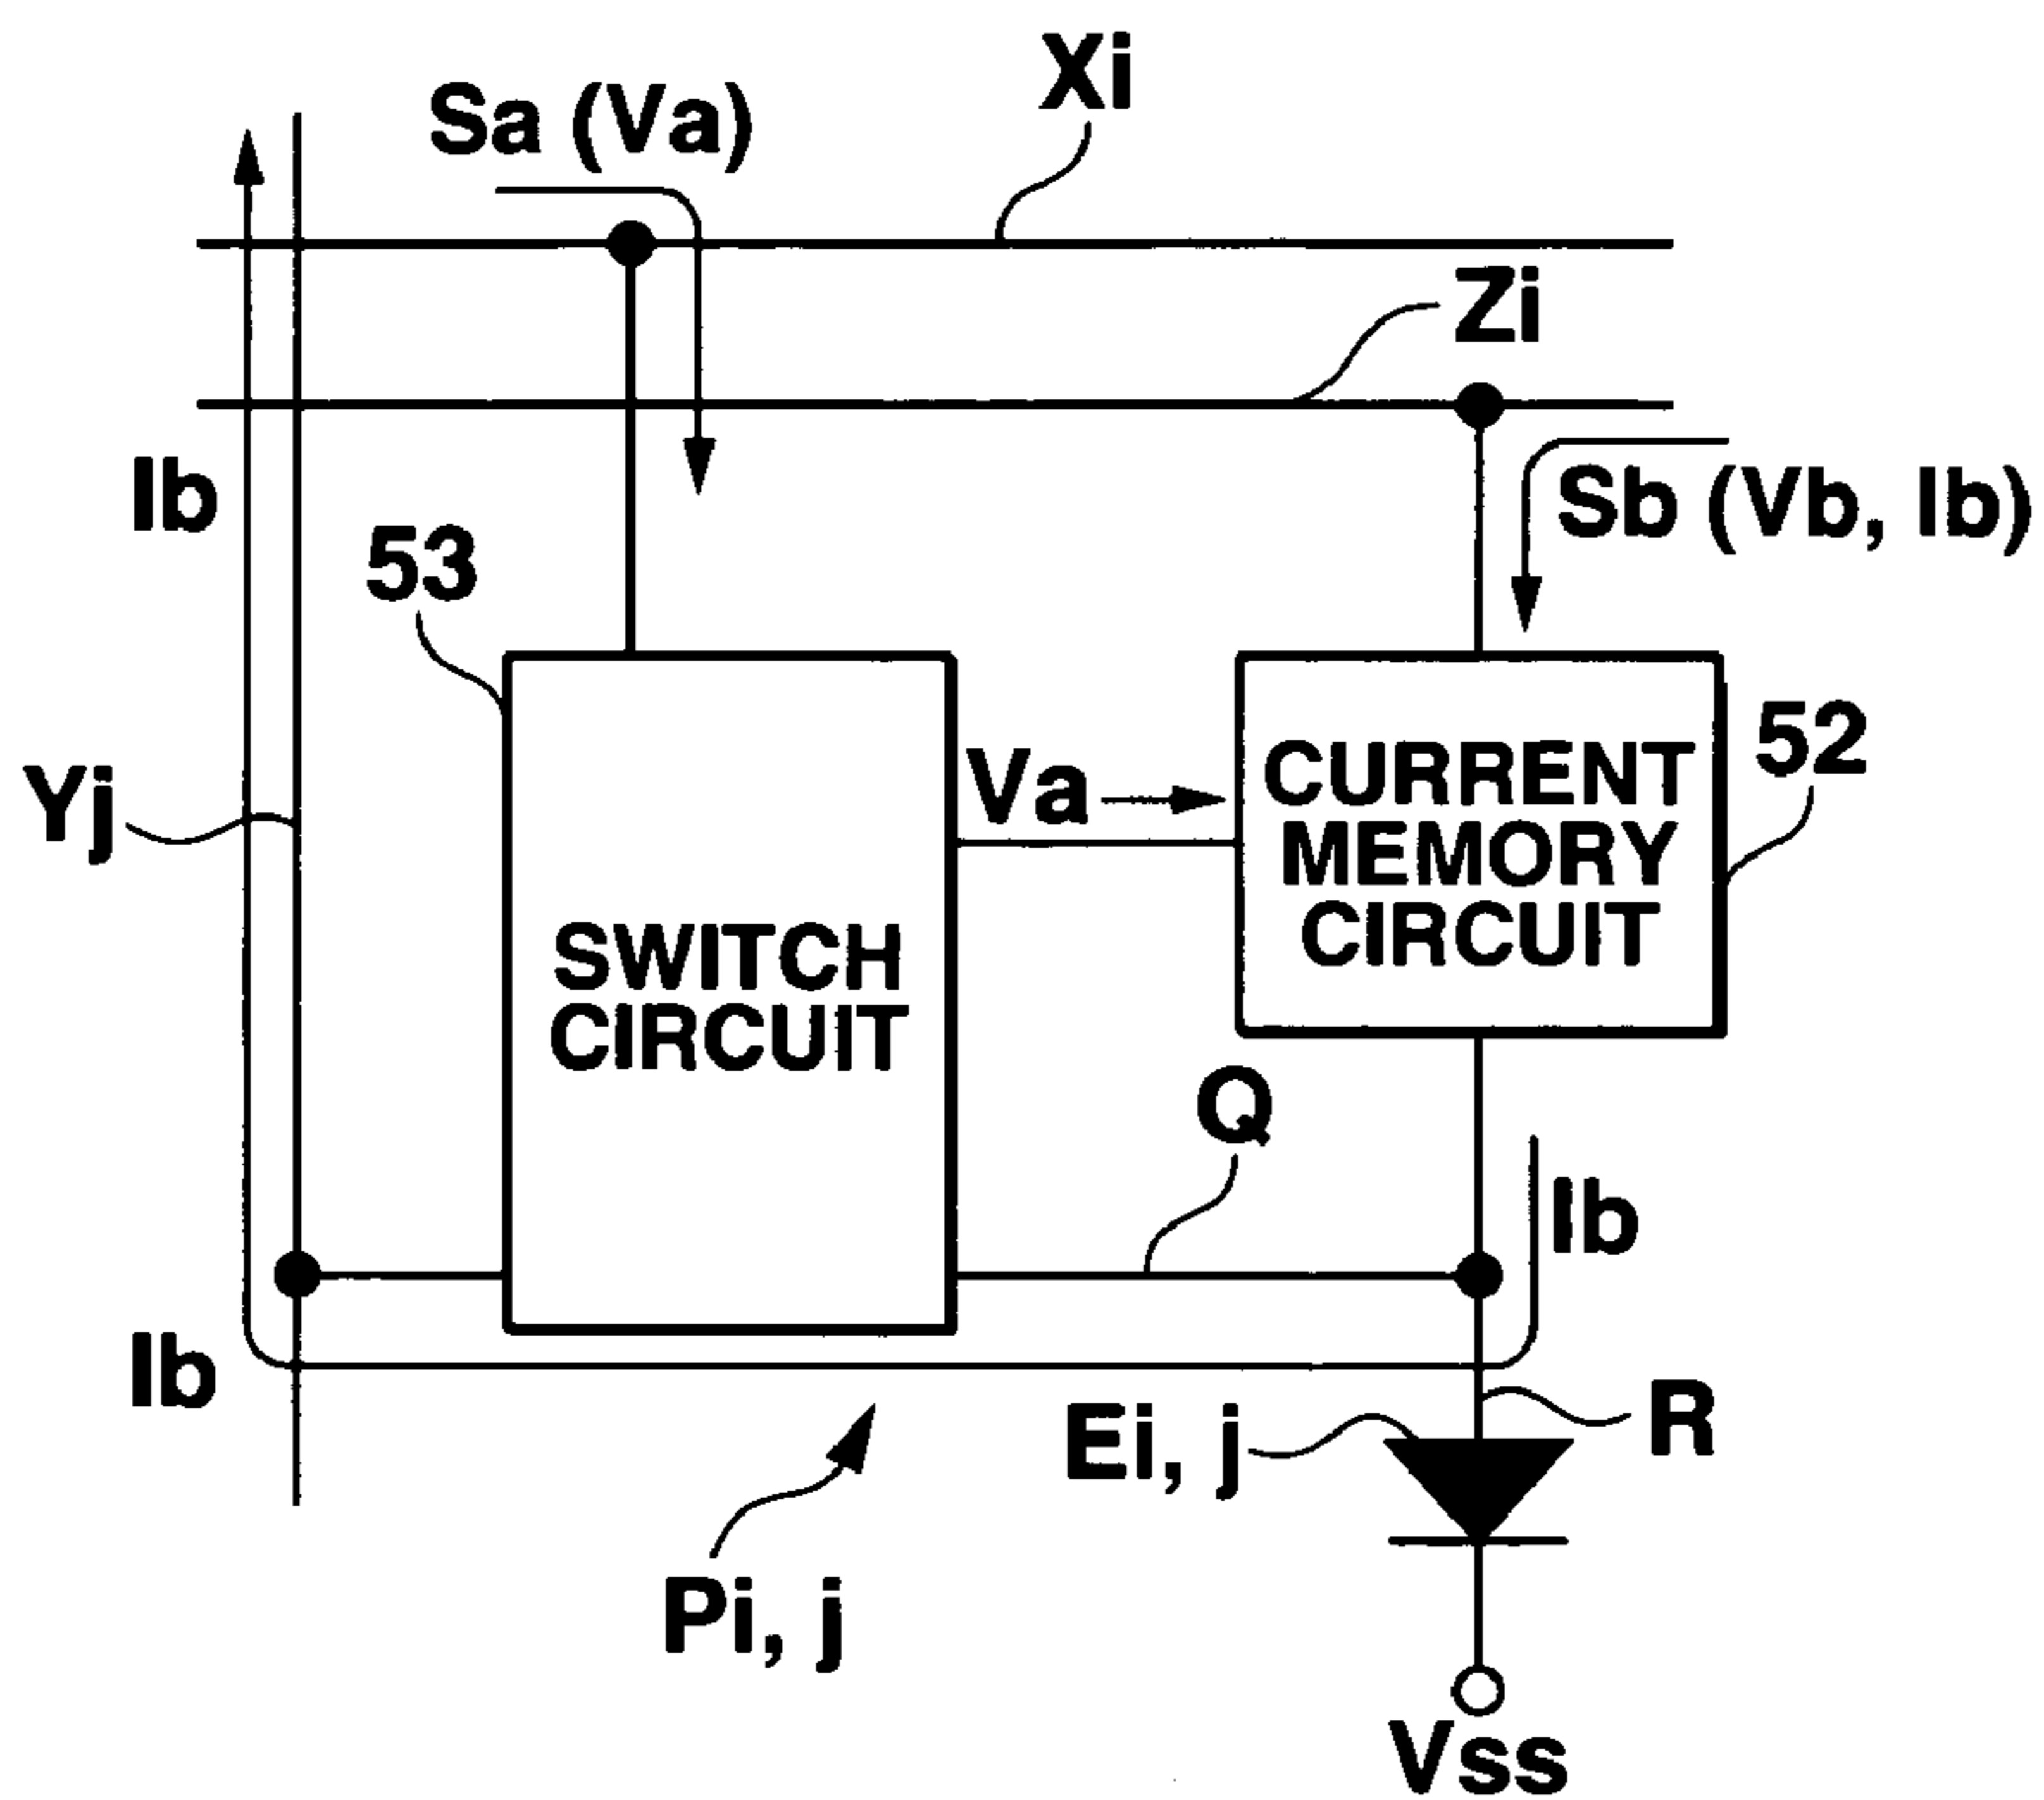 Xi
Sa (Va)
Zi
Ib
Sb (Vb, Ib)
53
52
Yj
Va
CURRENT
MEMORY
CIRCUIT
SWITCH
CIRCUIT
Q
Ib
Ib
R
Ei, j
Pi, j
Vss